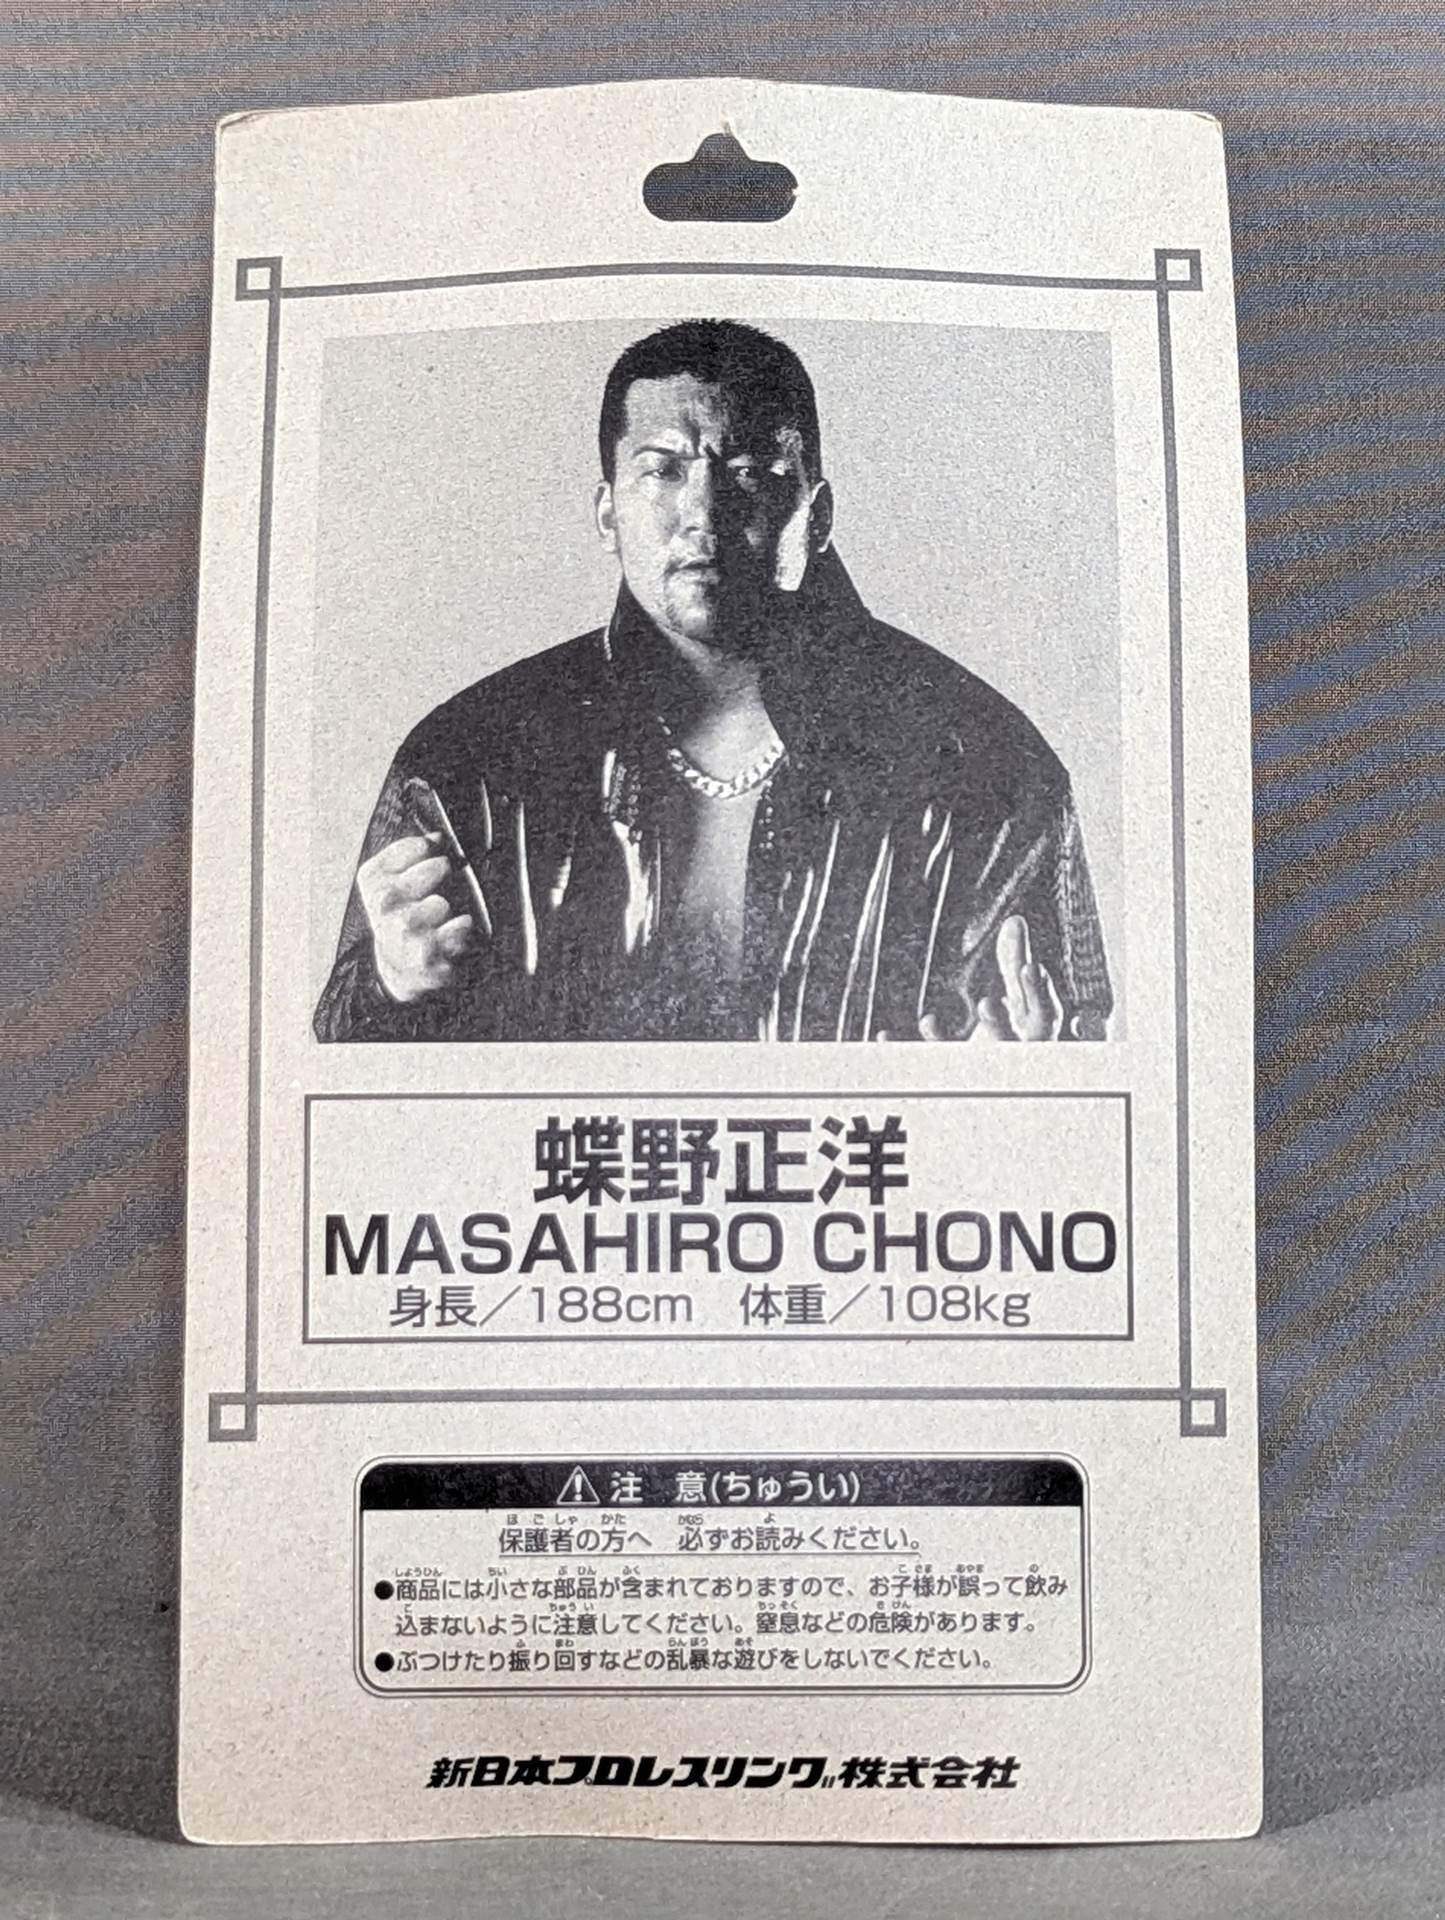 蝶野正洋
MASAHIRO CHONO
身長／188cm　体重／108kg
注　意(ちゅうい)
保護者の方へ　必ずお読みください。
●商品には小さな部品が含まれておりますので、お子様が誤って飲み
込まないように注意してください。窒息などの危険があります。
●ぶつけたり振り回すなどの乱暴な遊びをしないでください。
新日本プロレスリング株式会社